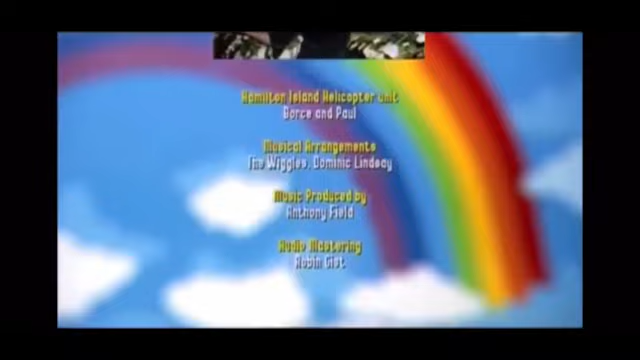 Hamilton Island Helicopter unit
and Paul
Musical Arrangements
The Wiggles, Dominic Lindsay
Music Produced by
Anthony Field
Audio Mastering
Robin Gist